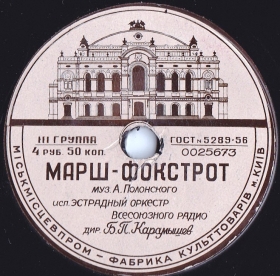 III ГРУППА
ГОСТ № 5289-56
4 РУБ. 50 КОП.
0025673
МАРШ-ФОКСТРОТ
МУЗ. А. Полонского
исп. ЭСТРАДНЫЙ ОРКЕСТР
Всесоюзного РАДИО
дир. Б. П. Карамышев
МІСЬКМІСЦЕВПРОМ - ФАБРИКА КУЛЬТТОВАРІВ м. КИЇВ